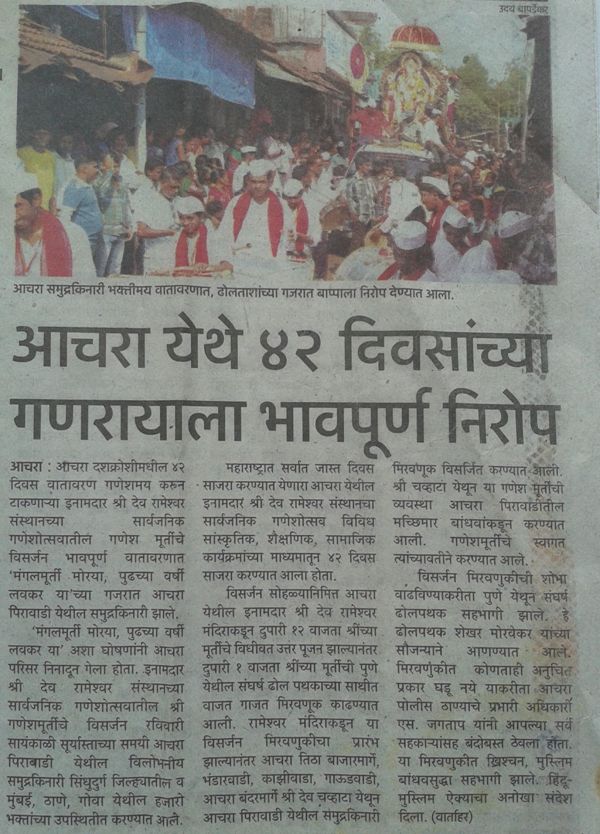 उदय बापर्डेकर
आचरा समुद्रकिनारी भक्तीमय वातावरणात, ढोलताशांच्या गजरात बाप्पाला निरोप देण्यात आला.
आचरा येथे ४२ दिवसांच्या
गणरायाला भावपूर्ण निरोप
आचरा : आचरा दशक्रोशीमधील ४२
दिवस वातावरण गणेशमय करुन
टाकणाऱ्या इनामदार श्री देव रामेश्वर
संस्थानच्या सार्वजनिक
गणेशोत्सवातील गणेश मूर्तीचे
विसर्जन भावपूर्ण वातावरणात
'मंगलमूर्ती मोरया, पुढच्या वर्षी
लवकर या'च्या गजरात आचरा
पिरावाडी येथील समुद्रकिनारी झाले.
'मंगलमूर्ती मोरया, पुढच्या वर्षी
लवकर या' अशा घोषणांनी आचरा
परिसर निनादून गेला होता. इनामदार
श्री देव रामेश्वर संस्थानच्या
सार्वजनिक गणेशोत्सवातील श्री
गणेशमूर्तीचे विसर्जन रविवारी
सायंकाळी सूर्यास्ताच्या समयी आचरा
पिराबाडी येथील विलोभनीय
समुद्रकिनारी सिंधुदुर्ग जिल्ह्यातील व
मुंबई, ठाणे, गोवा येथील हजारो
भक्तांच्या उपस्थितीत करण्यात आले.
महाराष्ट्रात सर्वात जास्त दिवस
साजरा करण्यात येणारा आचरा येथील
इनामदार श्री देव रामेश्वर संस्थानचा
सार्वजनिक गणेशोत्सव विविध
सांस्कृतिक, शैक्षणिक, सामाजिक
कार्यक्रमांच्या माध्यमातून ४२ दिवस
साजरा करण्यात आला होता.
विसर्जन सोहळ्यानिमित आचरा
येथील इनामदार श्री देव रामेश्वर
मंदिराकडून दुपारी १२ वाजता श्रींच्या
मूर्तीचे विधीवत उत्तर पूजन झाल्यानंतर
दुपारी १ वाजता श्रींच्या मूर्तीची पुणे
येथील संघर्ष ढोल पथकाच्या साथीत
वाजत गाजत मिरवणूक काढण्यात
आली. रामेश्वर मंदिराकडून या
विसर्जन मिरवणुकीचा प्रारंभ
झाल्यानंतर आचरा तिठा बाजारमार्गे,
भंडारवाडी, काझीवाडा, गाऊडवाडी,
आचरा बंदरमार्गे श्री देव चव्हाटा येथून
आचरा पिरावाडी येथील समुद्रकिनारी
मिरवणूक विसर्जित करण्यात आली.
श्री चव्हाटा येथून या गणेश मूर्तीची
व्यवस्था आचरा पिरावाडीतील
मच्छिमार बांधवांकडून करण्यात
आली. गणेशमूर्तीचे स्वागत
त्यांच्यावतीने करण्यात आले.
विसर्जन मिरवणुकीची शोभा
वाढविण्याकरीता पुणे येथून संघर्ष
ढोलपथक सहभागी झाले. हे
ढोलपथक शेखर मोरवेकर यांच्या
सौजन्याने आणण्यात आले.
मिरवणुकीत कोणताही अनुचित
प्रकार घडू नये याकरीता आचरा
पोलीस ठाण्याचे प्रभारी अधिकारी
एस. जगताप यांनी आपल्या सर्व
सहकाऱ्यांसह बंदोबस्त ठेवला होता.
या मिरवणुकीत ख्रिश्चन, मुस्लिम
बांधवसुद्धा सहभागी झाले. हिंदू-
मुस्लिम ऐक्याचा अनोखा संदेश
दिला. (वार्ताहर)